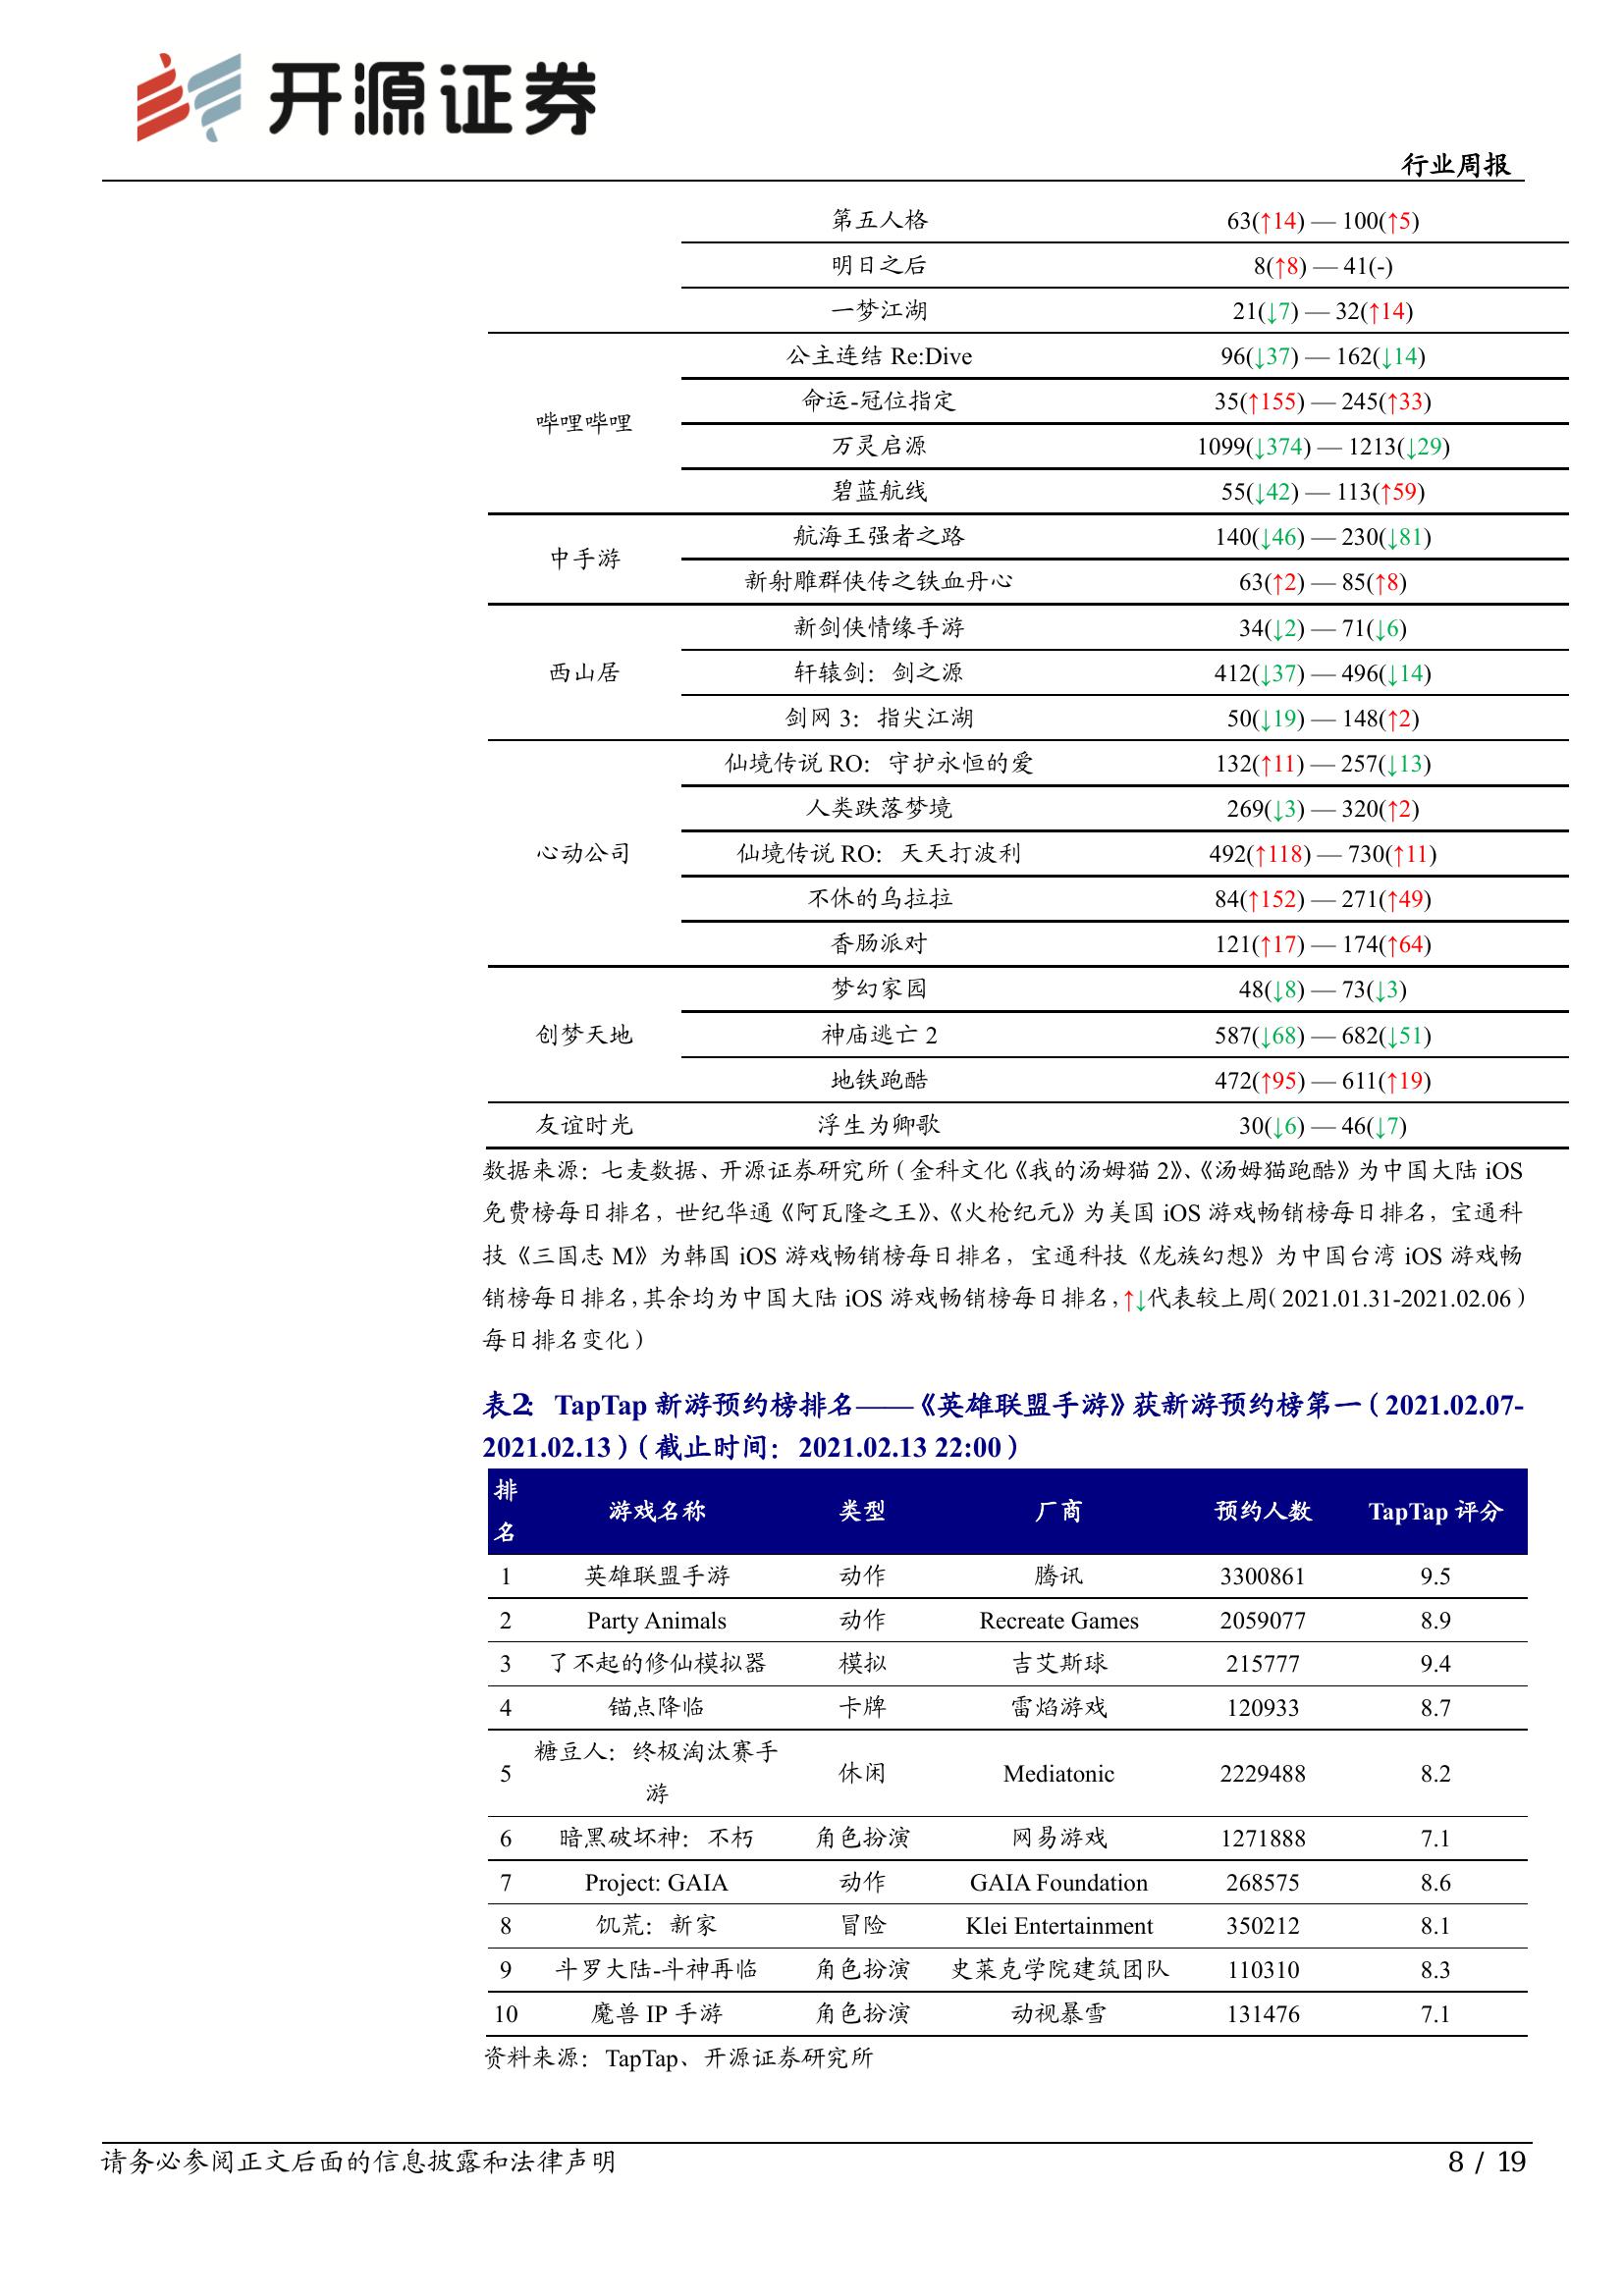 开源证券
行业周报
第五人格 63(↑14) — 100(↑5)
明日之后 8(↑8) — 41(-)
一梦江湖 21(↓7) — 32(↑14)
哔哩哔哩 公主连结 Re:Dive 96(↓37) — 162(↓14)
命运-冠位指定 35(↑155) — 245(↑33)
万灵启源 1099(↓374) — 1213(↓29)
碧蓝航线 55(↓42) — 113(↑59)
中手游 航海王强者之路 140(↓46) — 230(↓81)
新射雕群侠传之铁血丹心 63(↑2) — 85(↑8)
西山居 新剑侠情缘手游 34(↓2) — 71(↓6)
轩辕剑：剑之源 412(↓37) — 496(↓14)
剑网 3：指尖江湖 50(↓19) — 148(↑2)
心动公司 仙境传说 RO：守护永恒的爱 132(↑11) — 257(↓13)
人类跌落梦境 269(↓3) — 320(↑2)
仙境传说 RO：天天打波利 492(↑118) — 730(↑11)
不休的乌拉拉 84(↑152) — 271(↑49)
香肠派对 121(↑17) — 174(↑64)
创梦天地 梦幻家园 48(↓8) — 73(↓3)
神庙逃亡 2 587(↓68) — 682(↓51)
地铁跑酷 472(↑95) — 611(↑19)
友谊时光 浮生为卿歌 30(↓6) — 46(↓7)
数据来源：七麦数据、开源证券研究所（金科文化《我的汤姆猫 2》、《汤姆猫跑酷》为中国大陆 iOS
免费榜每日排名，世纪华通《阿瓦隆之王》、《火枪纪元》为美国 iOS 游戏畅销榜每日排名，宝通科
技《三国志 M》为韩国 iOS 游戏畅销榜每日排名，宝通科技《龙族幻想》为中国台湾 iOS 游戏畅
销榜每日排名，其余均为中国大陆 iOS 游戏畅销榜每日排名，↑↓代表较上周（2021.01.31-2021.02.06）
每日排名变化）
表2：TapTap 新游预约榜排名——《英雄联盟手游》获新游预约榜第一（2021.02.07-
2021.02.13）（截止时间：2021.02.13 22:00）
排名 游戏名称 类型 厂商 预约人数 TapTap 评分
1 英雄联盟手游 动作 腾讯 3300861 9.5
2 Party Animals 动作 Recreate Games 2059077 8.9
3 了不起的修仙模拟器 模拟 吉艾斯球 215777 9.4
4 锚点降临 卡牌 雷焰游戏 120933 8.7
5 糖豆人：终极淘汰赛手游 休闲 Mediatonic 2229488 8.2
6 暗黑破坏神：不朽 角色扮演 网易游戏 1271888 7.1
7 Project: GAIA 动作 GAIA Foundation 268575 8.6
8 饥荒：新家 冒险 Klei Entertainment 350212 8.1
9 斗罗大陆-斗神再临 角色扮演 史莱克学院建筑团队 110310 8.3
10 魔兽 IP 手游 角色扮演 动视暴雪 131476 7.1
资料来源：TapTap、开源证券研究所
请务必参阅正文后面的信息披露和法律声明
8 / 19